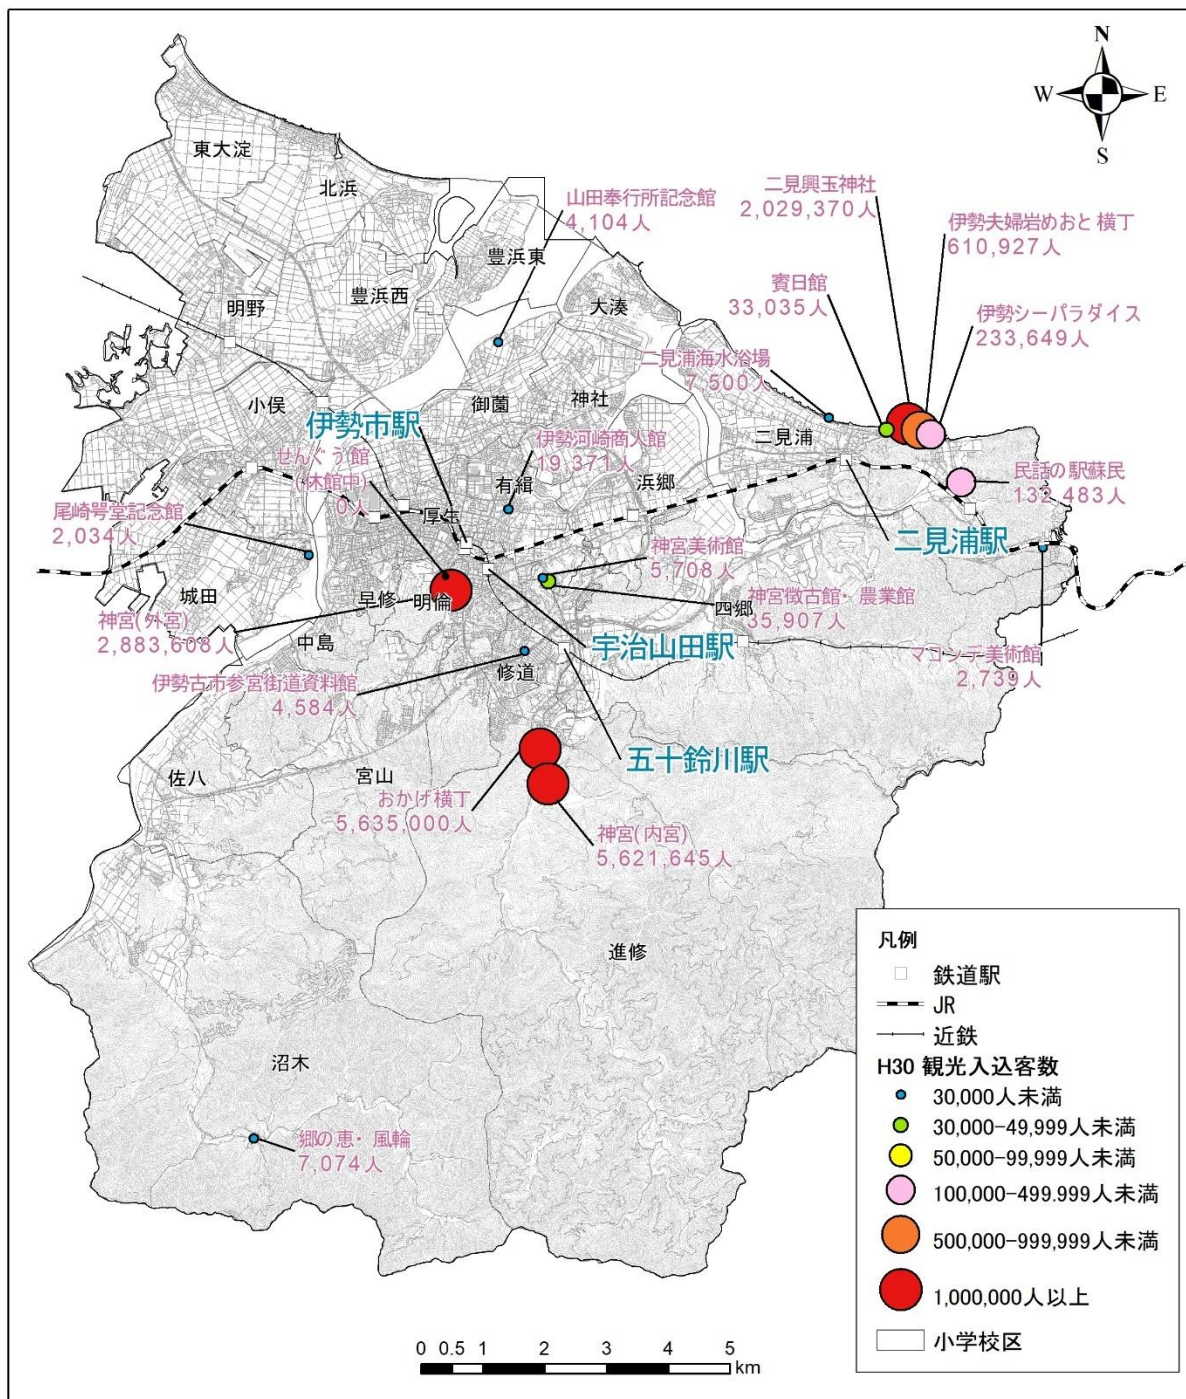 N
W
E
S
東大淀
北浜
山田奉行所記念館
4,104人
二見興玉神社
2,029,370人
伊勢夫婦岩めおと横丁
610,927人
豊浜東
豊浜西
大湊
賓日館
33,035人
明野
伊勢シーパラダイス
233,649人
二見浦海水浴場
7,500人
小俣
御薗
神社
二見浦
伊勢市駅
せんぐう館
(休館中)
0人
伊勢河崎商人館
19,371人
有緝
浜郷
民話の駅蘇民
132,483人
尾崎咢堂記念館
2,034人
厚生
二見浦駅
神宮美術館
5,708人
城田
早修
明倫
四郷
神宮徴古館・農業館
35,907人
神宮(外宮)
2,883,608人
中島
宇治山田駅
マコンデ美術館
2,739人
伊勢古市参宮街道資料館
4,584人
修道
五十鈴川駅
佐八
宮山
おかげ横丁
5,635,000人
神宮(内宮)
5,621,645人
進修
沼木
郷の恵・風輪
7,074人
凡例
鉄道駅
JR
近鉄
H30 観光入込客数
30,000人未満
30,000-49,999人未満
50,000-99,999人未満
100,000-499.999人未満
500,000-999,999人未満
1,000,000人以上
小学校区
0 0.5 1 2 3 4 5
km